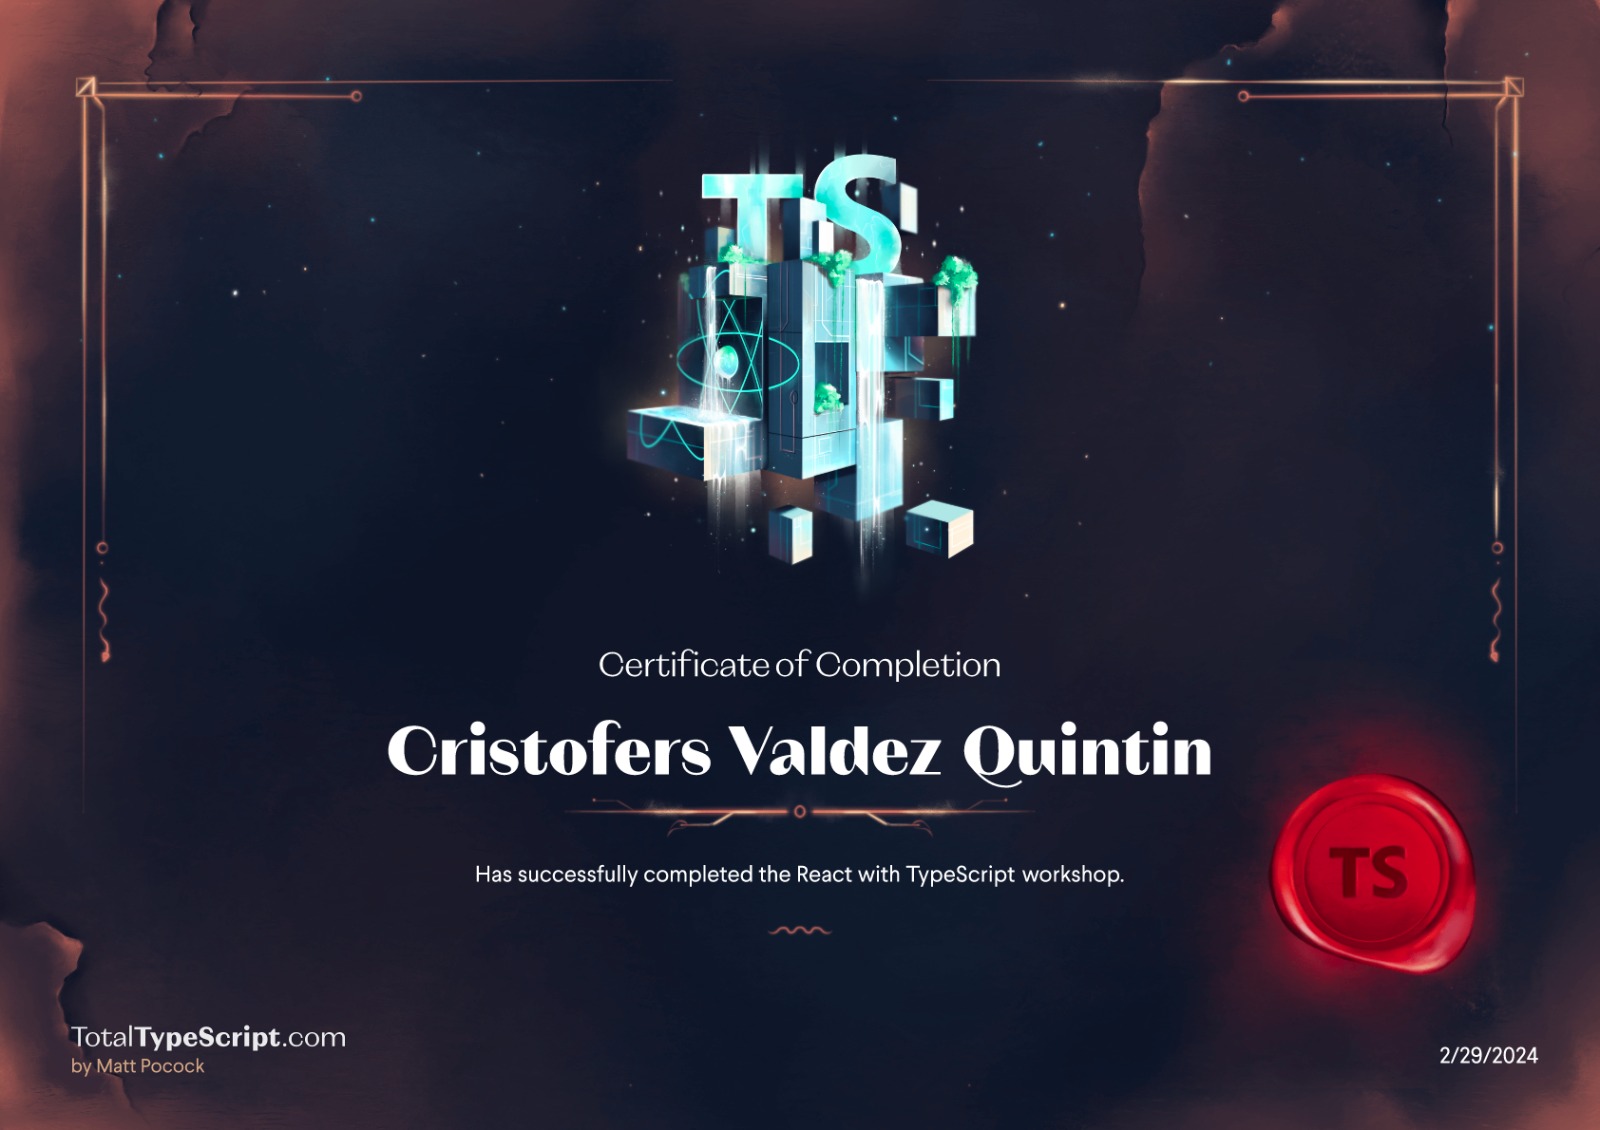 TS
Certificate of Completion
Cristofers Valdez Quintin
Has successfully completed the React with TypeScript workshop.
TS
TotalTypeScript.com
by Matt Pocock
2/29/2024